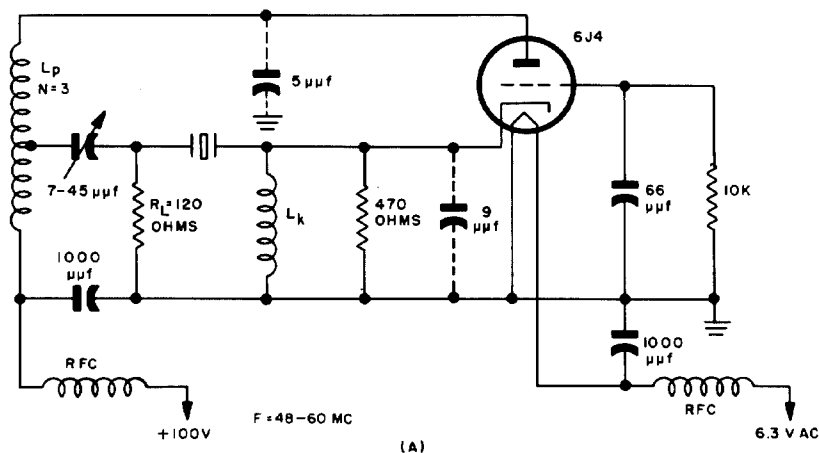 6J4
Lp
N=3
5 μμf
7-45 μμf
RL=120
OHMS
Lk
470
OHMS
9
μμf
66
μμf
10K
1000
μμf
1000
μμf
RFC
RFC
+100V
F=48-60 MC
6.3 V AC
(A)